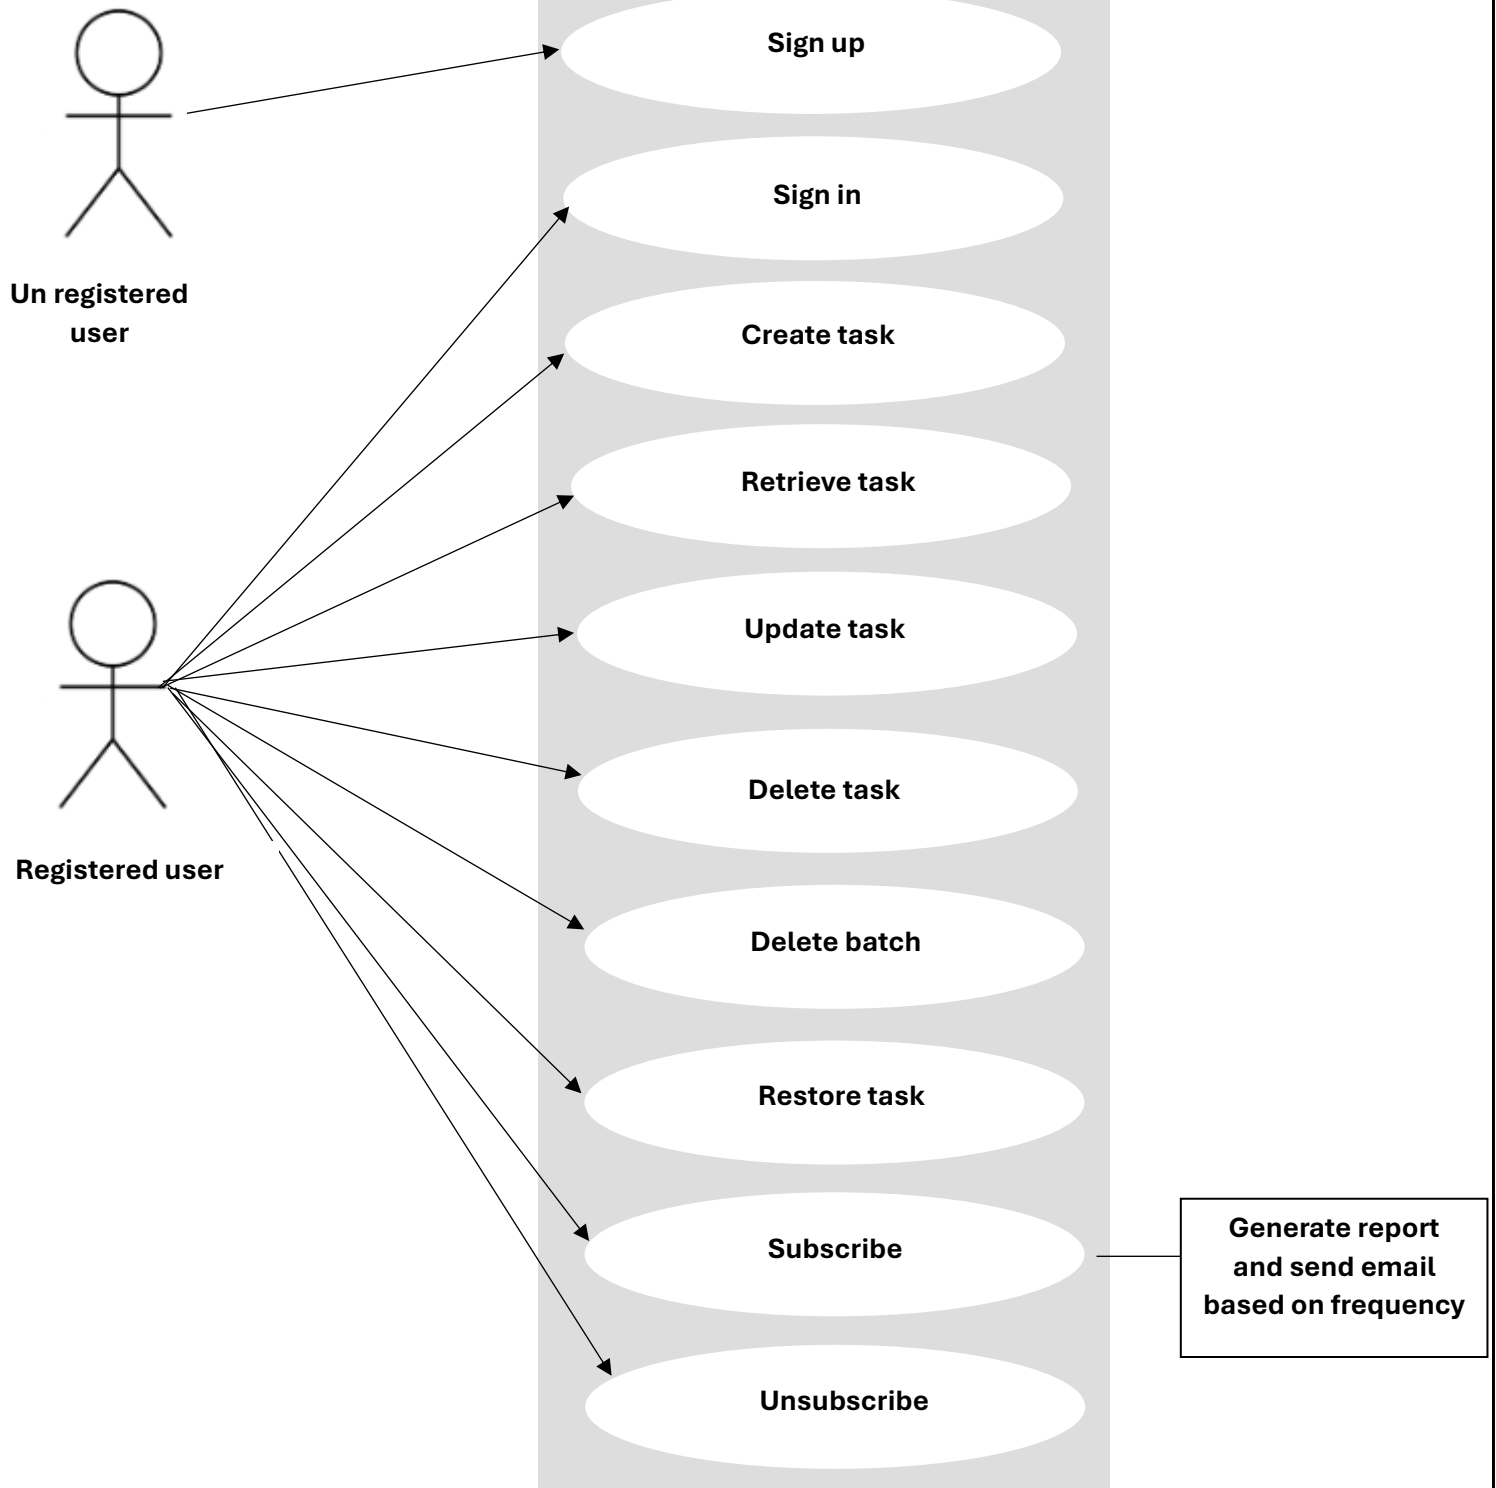 Sign up
Sign in
Un registered
user
Create task
Retrieve task
Update task
Delete task
Registered user
Delete batch
Restore task
Subscribe
Generate report
and send email
based on frequency
Unsubscribe